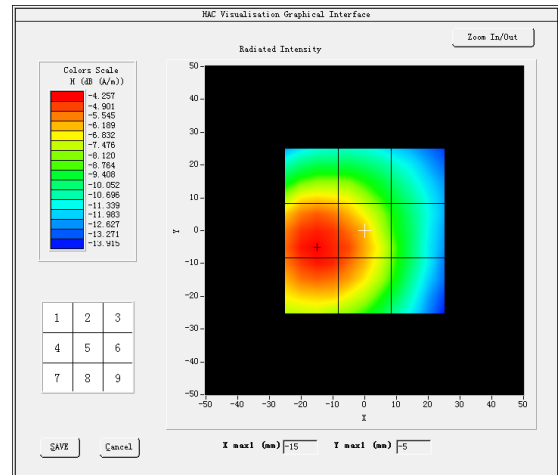 HAC Visualisation Graphical Interface
Zoom In/Out
Radiated Intensity
Colors Scale
H (dB (A/m))
-4.257
-4.901
-5.545
-6.189
-6.832
-7.476
-8.120
-8.764
-9.408
-10.052
-10.696
-11.339
-11.983
-12.627
-13.271
-13.915
50
40
30
20
10
0
-10
-20
-30
-40
-50
Y
-50 -40 -30 -20 -10 0 10 20 30 40 50
X
1 2 3
4 5 6
7 8 9
SAVE Cancel
X max1 (mm) -15 Y max1 (mm) -5